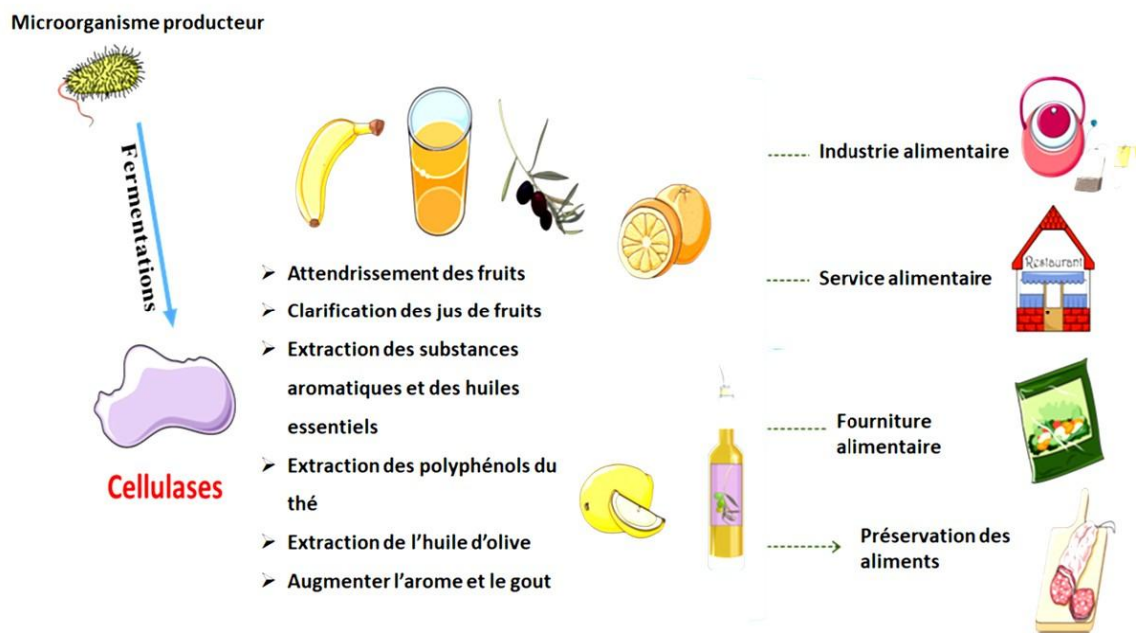 Microorganisme producteur
Fermentations
Cellulases
➢ Attendrissement des fruits
➢ Clarification des jus de fruits
➢ Extraction des substances
aromatiques et des huiles
essentiels
➢ Extraction des polyphénols du
thé
➢ Extraction de l'huile d'olive
➢ Augmenter l'arome et le gout
Industrie alimentaire
Service alimentaire
Restaurant
Fourniture
alimentaire
Préservation des
aliments